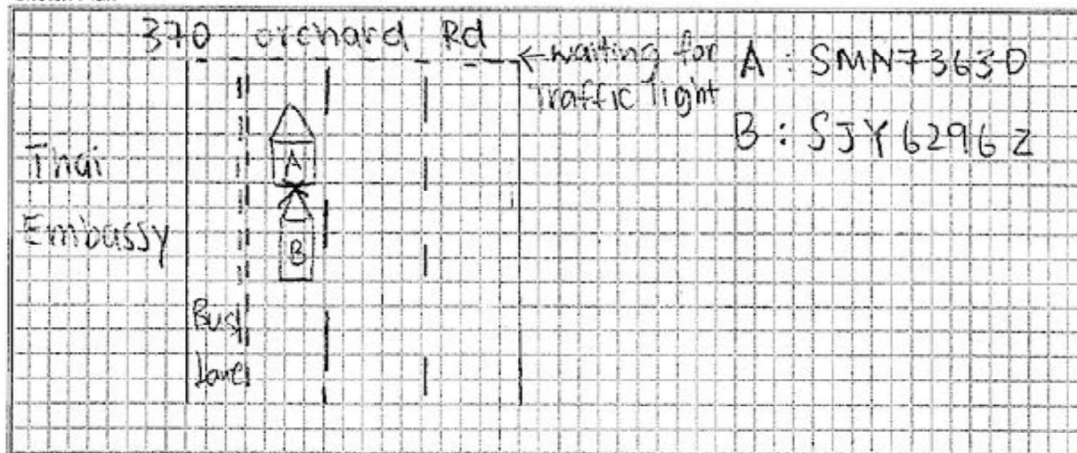 370 orchard Rd
←waiting for
Traffic light
A : SMN7363D
B : SJY6296Z
Thai
Embassy
A
B
Bus
lane